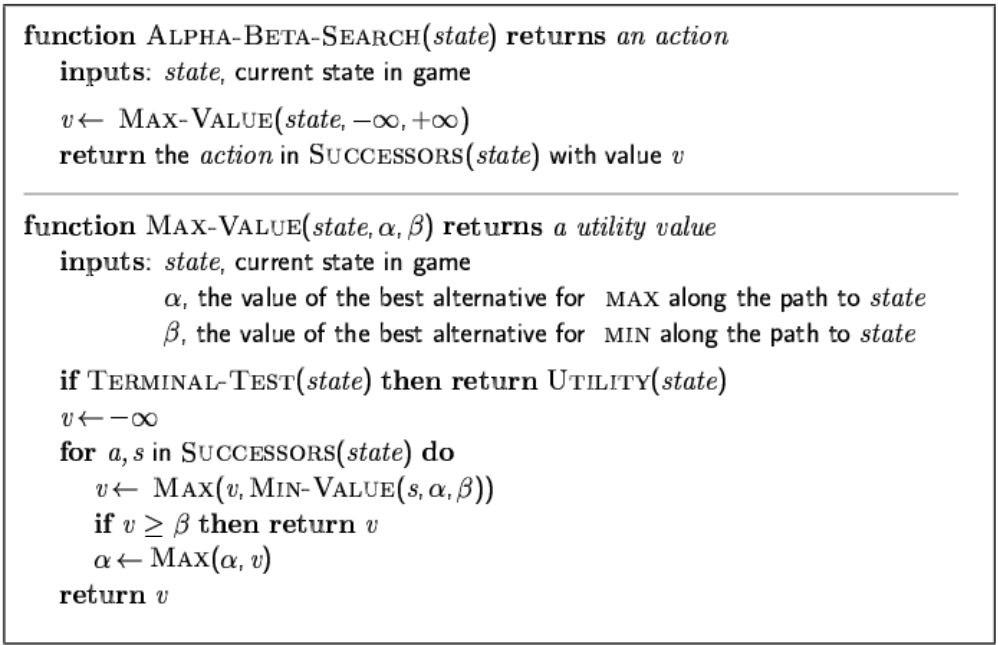 function ALPHA-BETA-SEARCH(state) returns an action
inputs: state, current state in game
v ← MAX-VALUE(state, −∞, +∞)
return the action in SUCCESSORS(state) with value v
function MAX-VALUE(state, α, β) returns a utility value
inputs: state, current state in game
α, the value of the best alternative for MAX along the path to state
β, the value of the best alternative for MIN along the path to state
if TERMINAL-TEST(state) then return UTILITY(state)
v ← −∞
for a, s in SUCCESSORS(state) do
v ← MAX(v, MIN-VALUE(s, α, β))
if v ≥ β then return v
α ← MAX(α, v)
return v